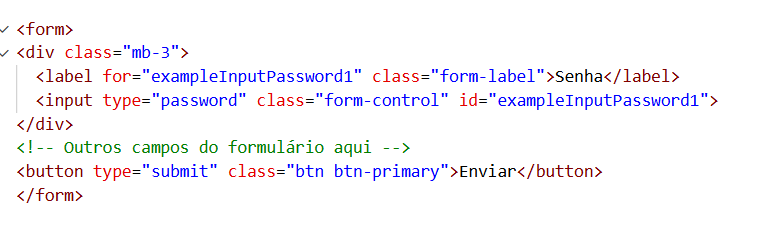 <form>
<div class="mb-3">
<label for="exampleInputPassword1" class="form-label">Senha</label>
<input type="password" class="form-control" id="exampleInputPassword1">
</div>
<!-- Outros campos do formulário aqui -->
<button type="submit" class="btn btn-primary">Enviar</button>
</form>